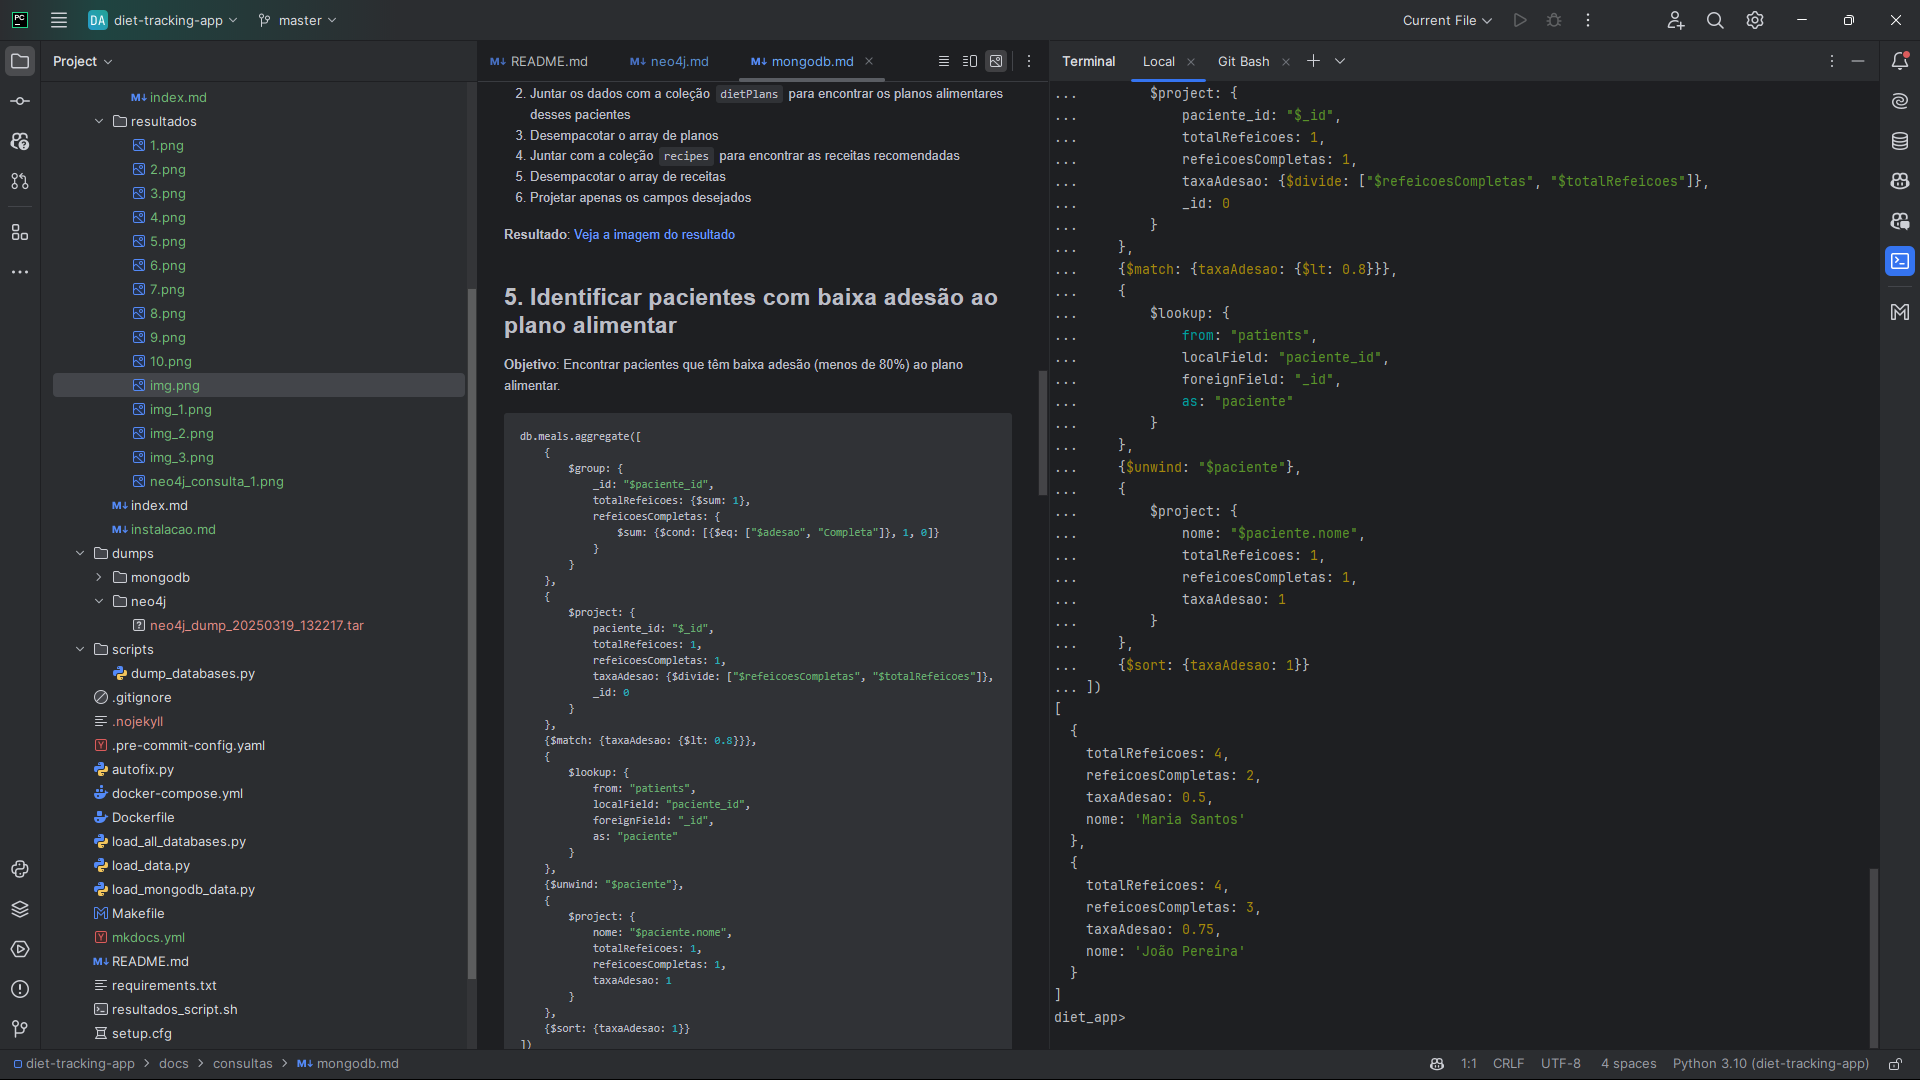 PC
DA diet-tracking-app
master
Current File
Project
M↓ index.md
resultados
1.png
2.png
3.png
4.png
5.png
6.png
7.png
8.png
9.png
10.png
img.png
img_1.png
img_2.png
img_3.png
neo4j_consulta_1.png
M↓ index.md
M↓ instalacao.md
dumps
mongodb
neo4j
neo4j_dump_20250319_132217.tar
scripts
dump_databases.py
.gitignore
.nojekyll
.pre-commit-config.yaml
autofix.py
docker-compose.yml
Dockerfile
load_all_databases.py
load_data.py
load_mongodb_data.py
Makefile
mkdocs.yml
M↓ README.md
requirements.txt
resultados_script.sh
setup.cfg
M↓ README.md
M↓ neo4j.md
M↓ mongodb.md
2. Juntar os dados com a coleção dietPlans para encontrar os planos alimentares
desses pacientes
3. Desempacotar o array de planos
4. Juntar com a coleção recipes para encontrar as receitas recomendadas
5. Desempacotar o array de receitas
6. Projetar apenas os campos desejados
Resultado: Veja a imagem do resultado
5. Identificar pacientes com baixa adesão ao
plano alimentar
Objetivo: Encontrar pacientes que têm baixa adesão (menos de 80%) ao plano
alimentar.
db.meals.aggregate([
{
$group: {
_id: "$paciente_id",
totalRefeicoes: {$sum: 1},
refeicoesCompletas: {
$sum: {$cond: [{$eq: ["$adesao", "Completa"]}, 1, 0]}
}
}
},
{
$project: {
paciente_id: "$_id",
totalRefeicoes: 1,
refeicoesCompletas: 1,
taxaAdesao: {$divide: ["$refeicoesCompletas", "$totalRefeicoes"]},
_id: 0
}
},
{$match: {taxaAdesao: {$lt: 0.8}}},
{
$lookup: {
from: "patients",
localField: "paciente_id",
foreignField: "_id",
as: "paciente"
}
},
{$unwind: "$paciente"},
{
$project: {
nome: "$paciente.nome",
totalRefeicoes: 1,
refeicoesCompletas: 1,
taxaAdesao: 1
}
},
{$sort: {taxaAdesao: 1}}
])
Terminal
Local
Git Bash
... $project: {
... paciente_id: "$_id",
... totalRefeicoes: 1,
... refeicoesCompletas: 1,
... taxaAdesao: {$divide: ["$refeicoesCompletas", "$totalRefeicoes"]},
... _id: 0
... }
... },
... {$match: {taxaAdesao: {$lt: 0.8}}},
... {
... $lookup: {
... from: "patients",
... localField: "paciente_id",
... foreignField: "_id",
... as: "paciente"
... }
... },
... {$unwind: "$paciente"},
... {
... $project: {
... nome: "$paciente.nome",
... totalRefeicoes: 1,
... refeicoesCompletas: 1,
... taxaAdesao: 1
... }
... },
... {$sort: {taxaAdesao: 1}}
... ])
[
{
totalRefeicoes: 4,
refeicoesCompletas: 2,
taxaAdesao: 0.5,
nome: 'Maria Santos'
},
{
totalRefeicoes: 4,
refeicoesCompletas: 3,
taxaAdesao: 0.75,
nome: 'João Pereira'
}
]
diet_app>
diet-tracking-app > docs > consultas > M↓ mongodb.md
1:1 CRLF UTF-8 4 spaces Python 3.10 (diet-tracking-app)